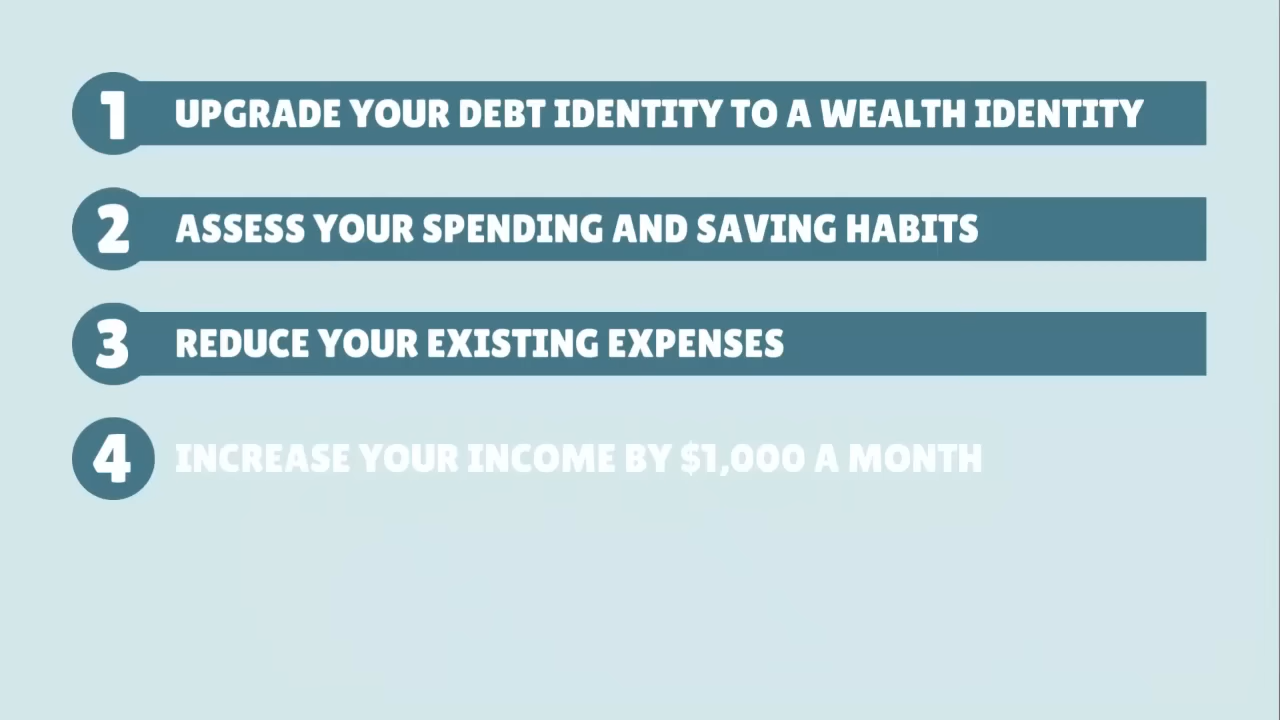 1 UPGRADE YOUR DEBT IDENTITY TO A WEALTH IDENTITY
2 ASSESS YOUR SPENDING AND SAVING HABITS
3 REDUCE YOUR EXISTING EXPENSES
4 INCREASE YOUR INCOME BY $1,000 A MONTH